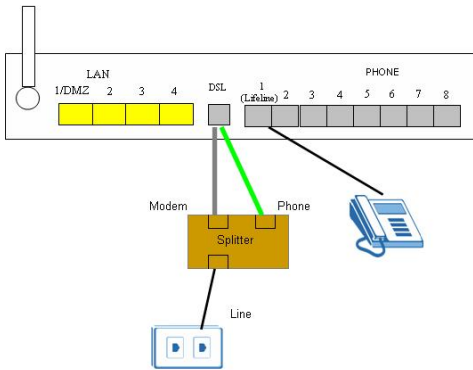 LAN
PHONE
1/DMZ 2 3 4 DSL 1 2 3 4 5 6 7 8
(Lifeline)
Modem Phone
Splitter
Line